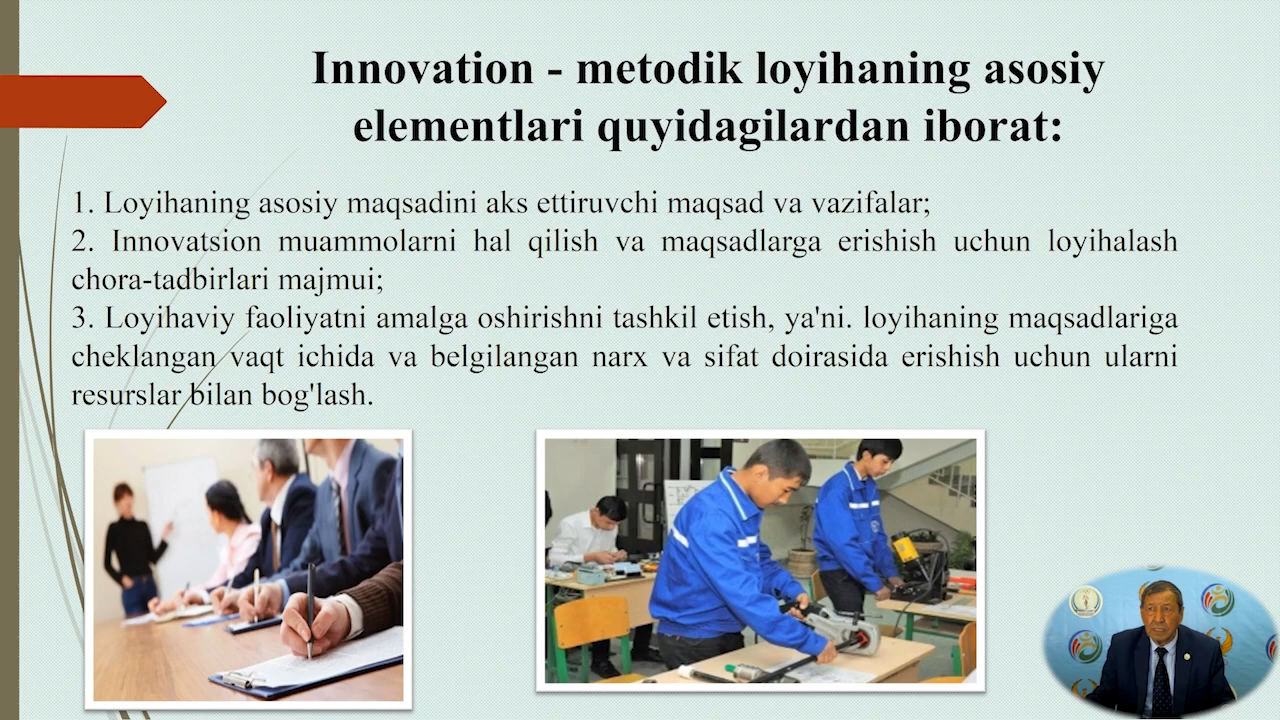 Innovation - metodik loyihaning asosiy
elementlari quyidagilardan iborat:
1. Loyihaning asosiy maqsadini aks ettiruvchi maqsad va vazifalar;
2. Innovatsion muammolarni hal qilish va maqsadlarga erishish uchun loyihalash
chora-tadbirlari majmui;
3. Loyihaviy faoliyatni amalga oshirishni tashkil etish, ya'ni. loyihaning maqsadlariga
cheklangan vaqt ichida va belgilangan narx va sifat doirasida erishish uchun ularni
resurslar bilan bog'lash.